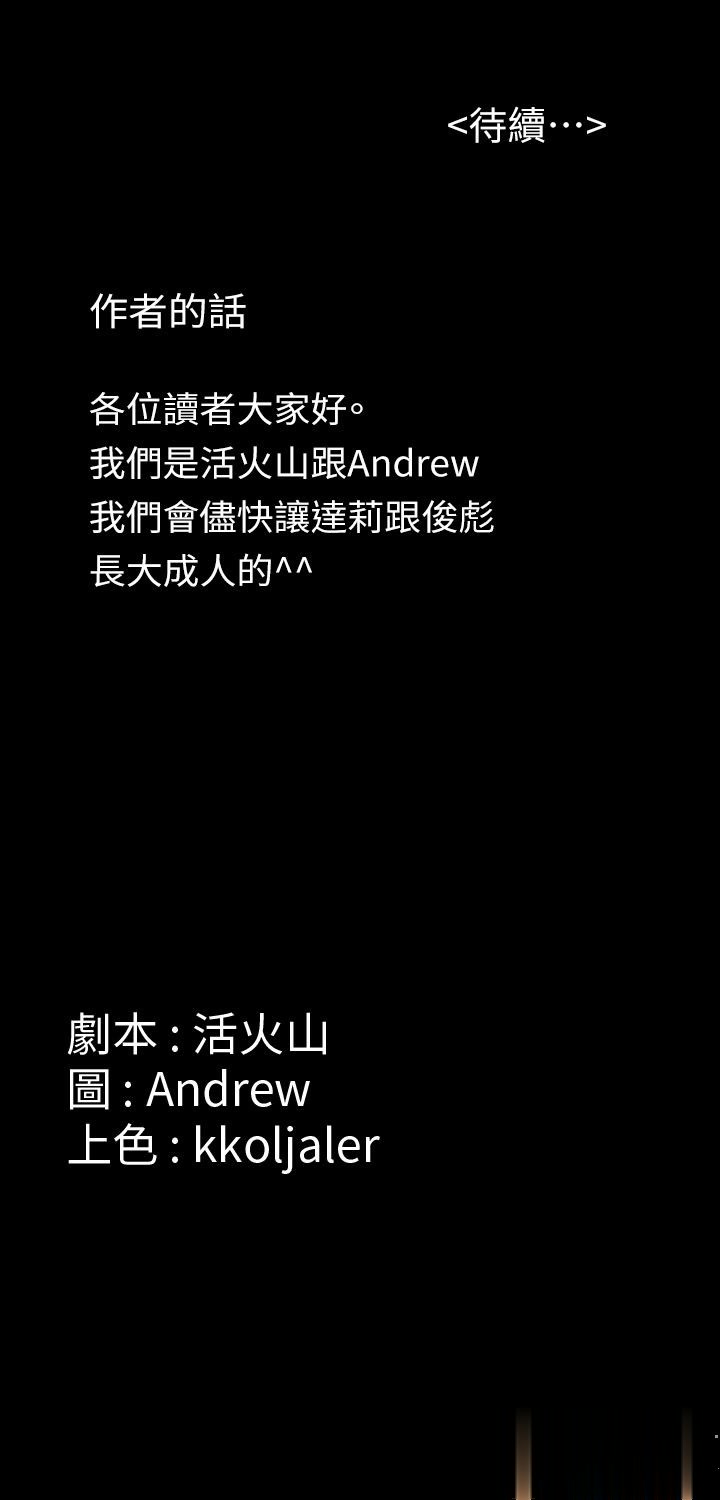 <待續⋯>
作者的話
各位讀者大家好。
我們是活火山跟Andrew
我們會儘快讓達莉跟俊彪
長大成人的^^
劇本 : 活火山
圖 : Andrew
上色 : kkoljaler